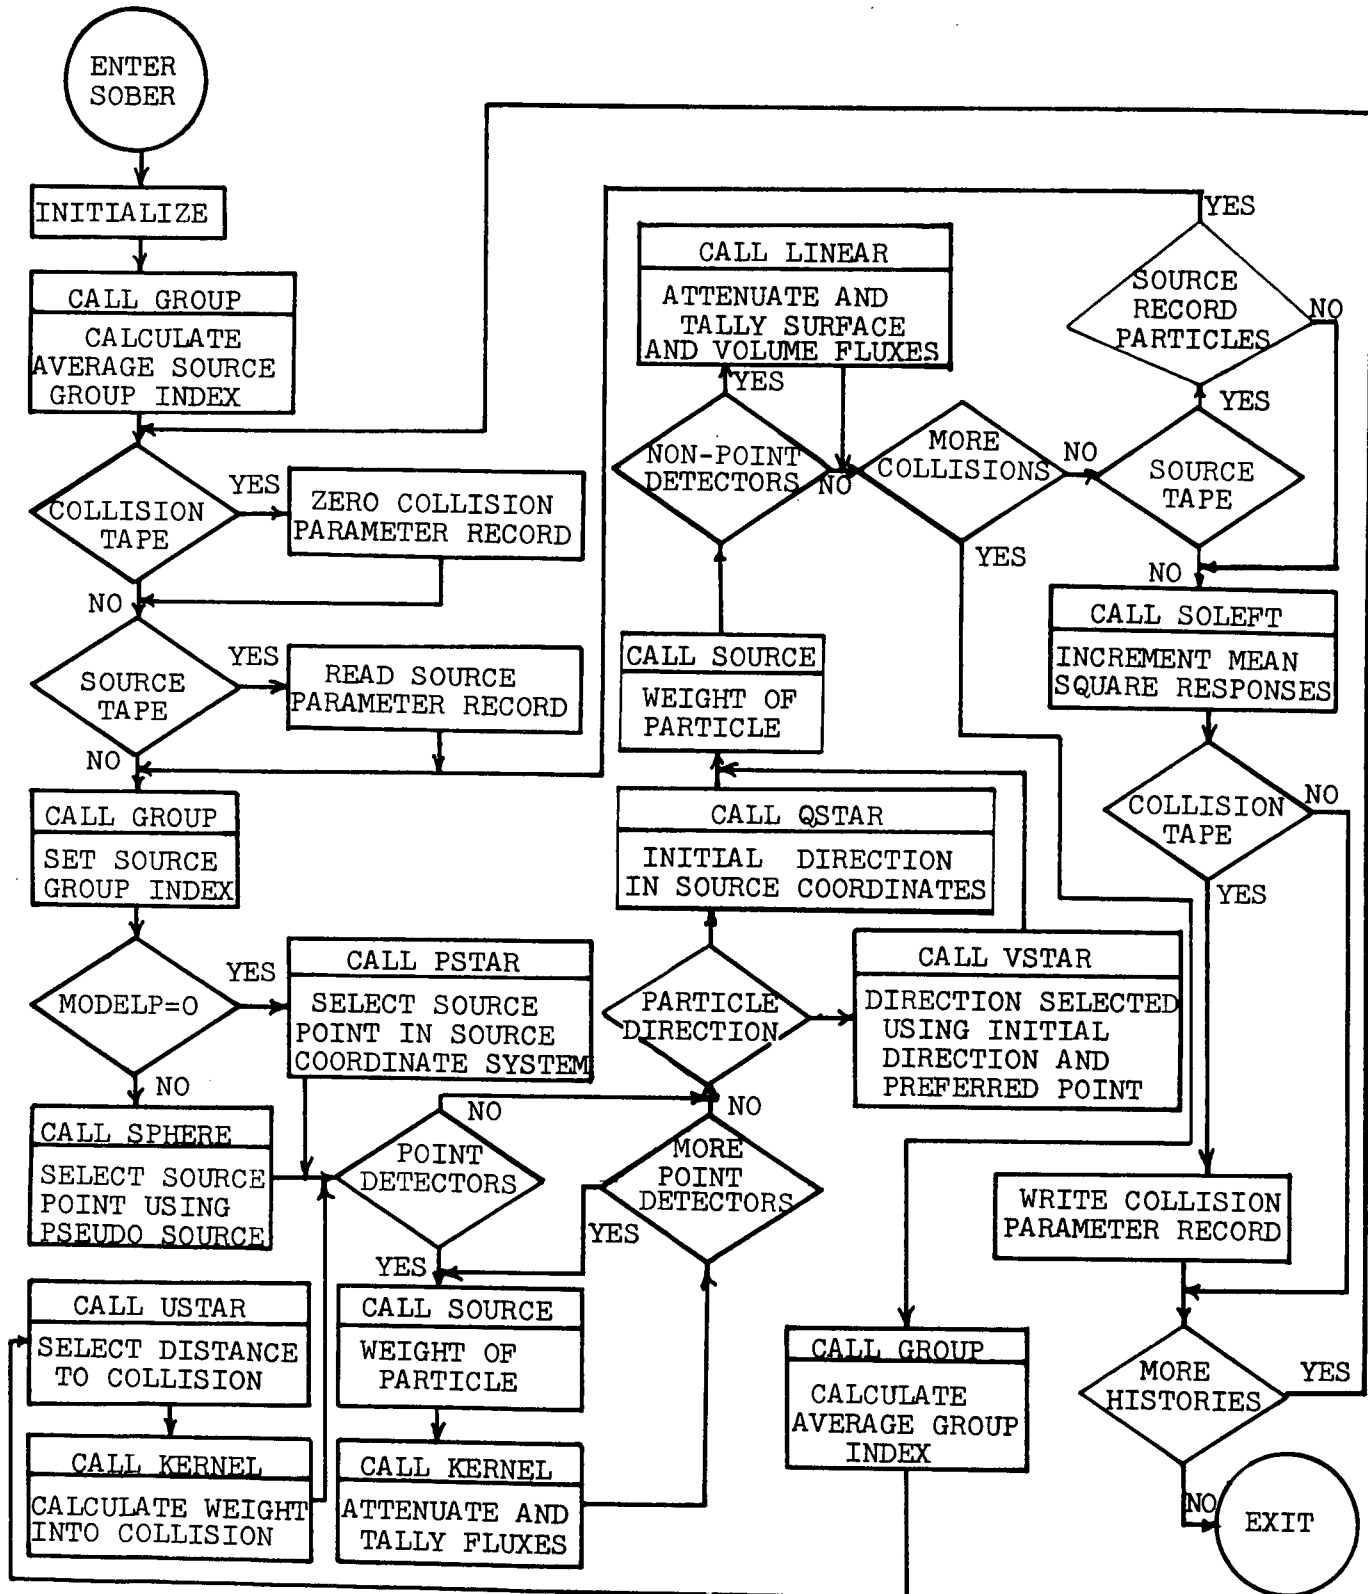 ENTER
SOBER
INITIALIZE
CALL GROUP
CALCULATE
AVERAGE SOURCE
GROUP INDEX
COLLISION
TAPE
YES
ZERO COLLISION
PARAMETER RECORD
NO
SOURCE
TAPE
YES
READ SOURCE
PARAMETER RECORD
NO
CALL GROUP
SET SOURCE
GROUP INDEX
MODELP=0
YES
CALL PSTAR
SELECT SOURCE
POINT IN SOURCE
COORDINATE SYSTEM
NO
CALL SPHERE
SELECT SOURCE
POINT USING
PSEUDO SOURCE
POINT
DETECTORS
NO
YES
CALL USTAR
SELECT DISTANCE
TO COLLISION
CALL KERNEL
CALCULATE WEIGHT
INTO COLLISION
CALL SOURCE
WEIGHT OF
PARTICLE
CALL KERNEL
ATTENUATE AND
TALLY FLUXES
MORE
POINT
DETECTORS
YES
NO
PARTICLE
DIRECTION
CALL QSTAR
INITIAL DIRECTION
IN SOURCE COORDINATES
CALL VSTAR
DIRECTION SELECTED
USING INITIAL
DIRECTION AND
PREFERRED POINT
CALL SOURCE
WEIGHT OF
PARTICLE
NON-POINT
DETECTORS
YES
NO
CALL LINEAR
ATTENUATE AND
TALLY SURFACE
AND VOLUME FLUXES
MORE
COLLISIONS
NO
YES
SOURCE
TAPE
YES
NO
SOURCE
RECORD
PARTICLES
YES
NO
CALL SOLEFT
INCREMENT MEAN
SQUARE RESPONSES
COLLISION
TAPE
NO
YES
WRITE COLLISION
PARAMETER RECORD
CALL GROUP
CALCULATE
AVERAGE GROUP
INDEX
MORE
HISTORIES
YES
NO
EXIT